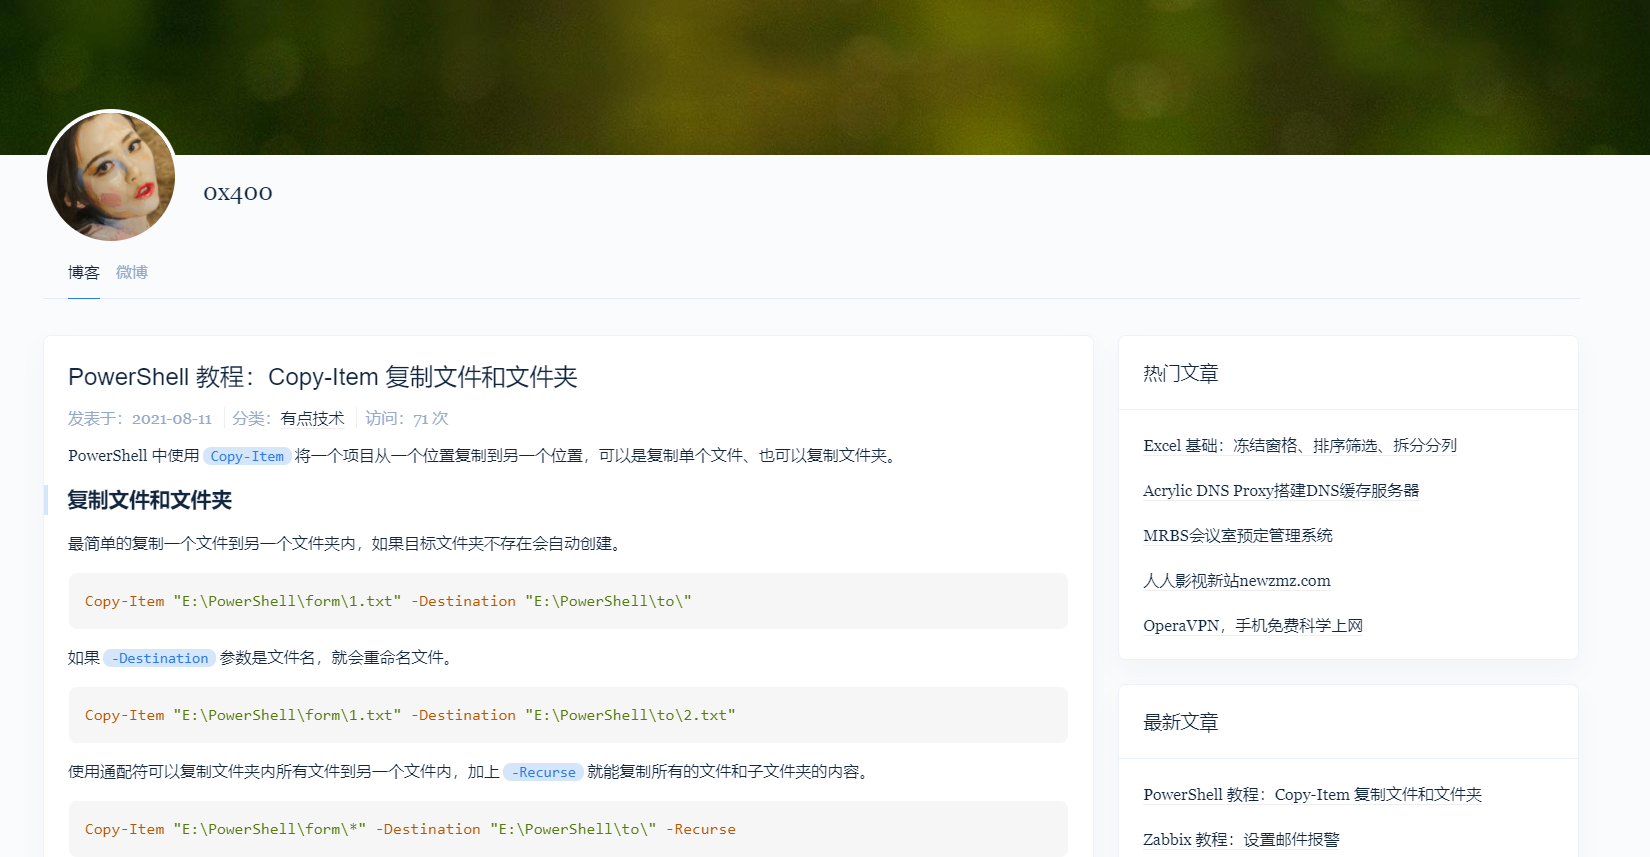 0x400
博客 微博
PowerShell 教程：Copy-Item 复制文件和文件夹
发表于：2021-08-11 分类：有点技术 访问：71 次
PowerShell 中使用 Copy-Item 将一个项目从一个位置复制到另一个位置，可以是复制单个文件、也可以复制文件夹。
复制文件和文件夹
最简单的复制一个文件到另一个文件夹内，如果目标文件夹不存在会自动创建。
Copy-Item "E:\PowerShell\form\1.txt" -Destination "E:\PowerShell\to\"
如果 -Destination 参数是文件名，就会重命名文件。
Copy-Item "E:\PowerShell\form\1.txt" -Destination "E:\PowerShell\to\2.txt"
使用通配符可以复制文件夹内所有文件到另一个文件内，加上 -Recurse 就能复制所有的文件和子文件夹的内容。
Copy-Item "E:\PowerShell\form\*" -Destination "E:\PowerShell\to\" -Recurse
热门文章
Excel 基础：冻结窗格、排序筛选、拆分分列
Acrylic DNS Proxy搭建DNS缓存服务器
MRBS会议室预定管理系统
人人影视新站newzmz.com
OperaVPN，手机免费科学上网
最新文章
PowerShell 教程：Copy-Item 复制文件和文件夹
Zabbix 教程：设置邮件报警